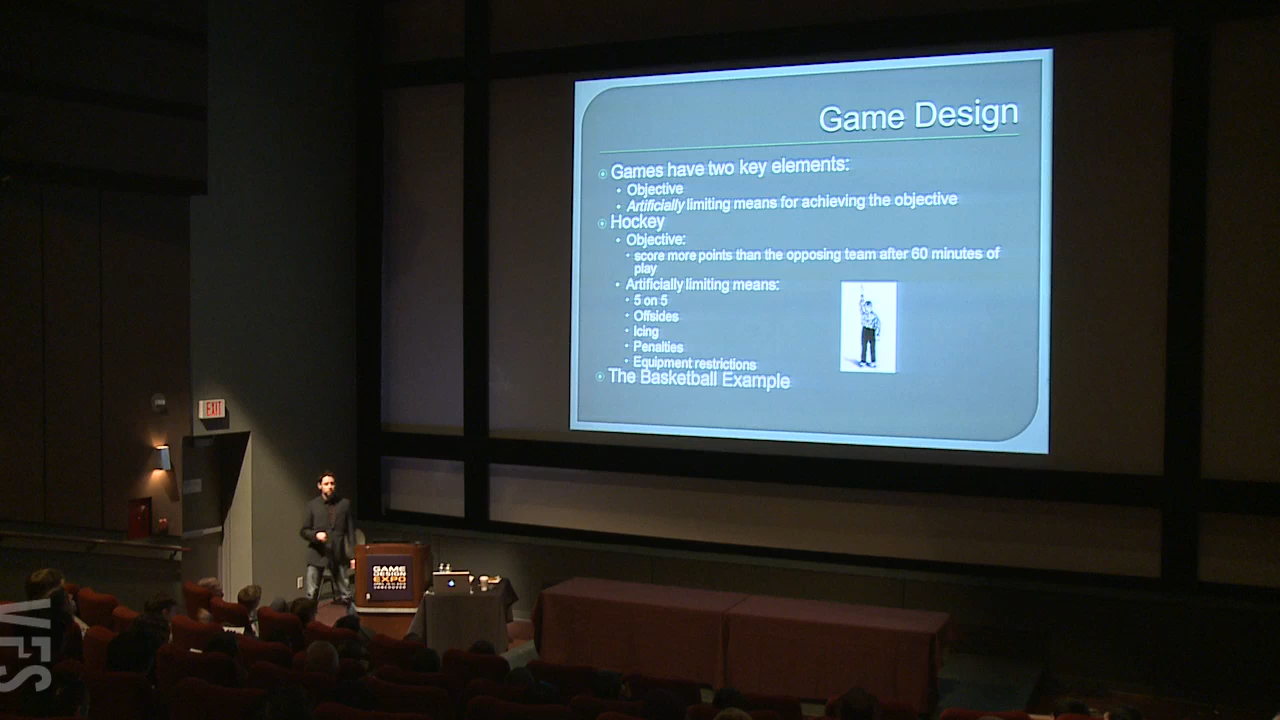 Game Design
Games have two key elements:
Objective
Artificially limiting means for achieving the objective
Hockey
Objective:
score more points than the opposing team after 60 minutes of
play
Artificially limiting means:
5 on 5
Offsides
Icing
Penalties
Equipment restrictions
The Basketball Example
EXIT
GAME
DESIGN
EXPO
VANCOUVER
VFS